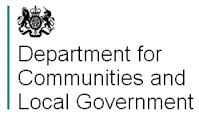 Department for
Communities and
Local Government